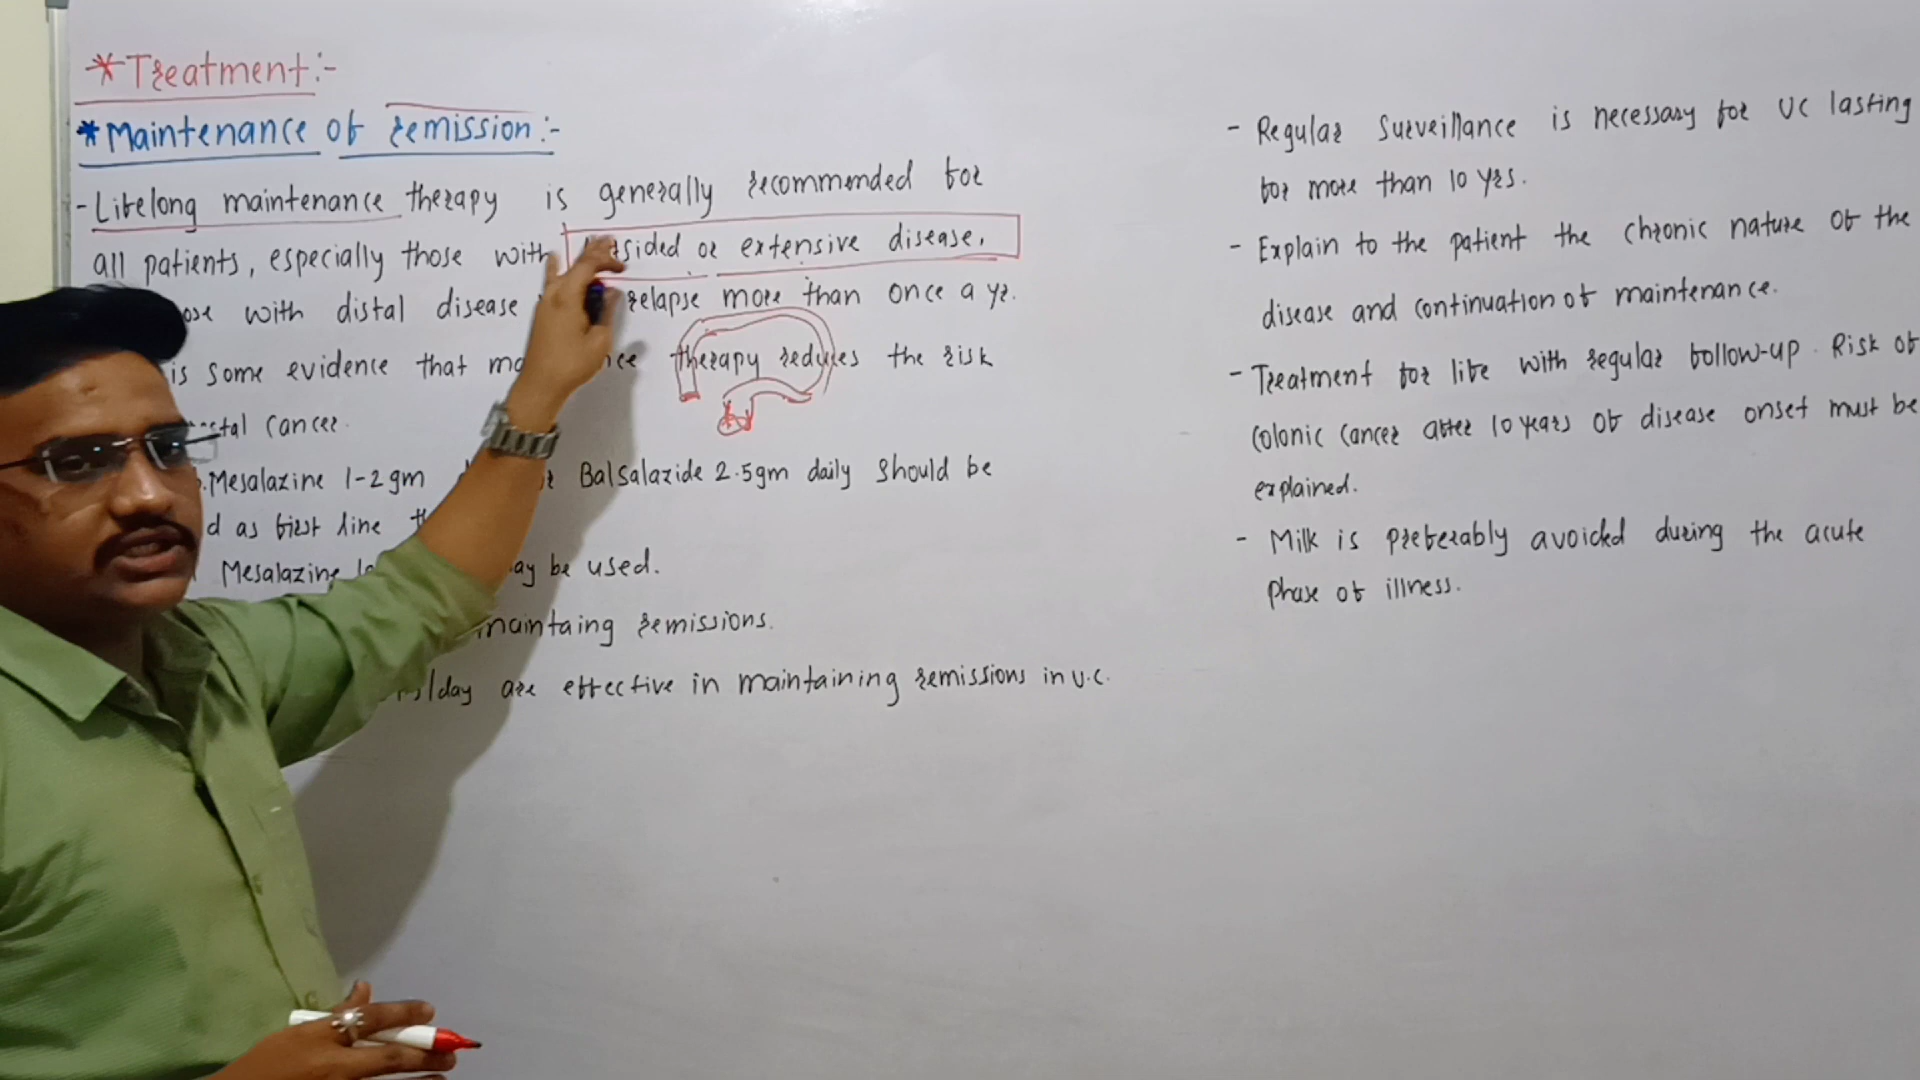 *Treatment:-
*Maintenance of remission:-
-Lifelong maintenance therapy is generally recommended for
all patients, especially those with sided or extensive disease,
with distal disease relapse more than once a yr.
is some evidence that therapy reduces the risk
cancer.
Mesalazine 1-2gm Balsalazide 2.5gm daily should be
as first line
Mesalazine may be used.
maintaing remissions.
/day are effective in maintaining remissions in U.C.
- Regular Surveillance is necessary for UC lasting
for more than 10 yrs.
- Explain to the patient the chronic nature of the
disease and continuation of maintenance.
- Treatment for life with regular follow-up. Risk of
Colonic Cancer after 10 years of disease onset must be
explained.
- Milk is preferably avoided during the acute
phase of illness.